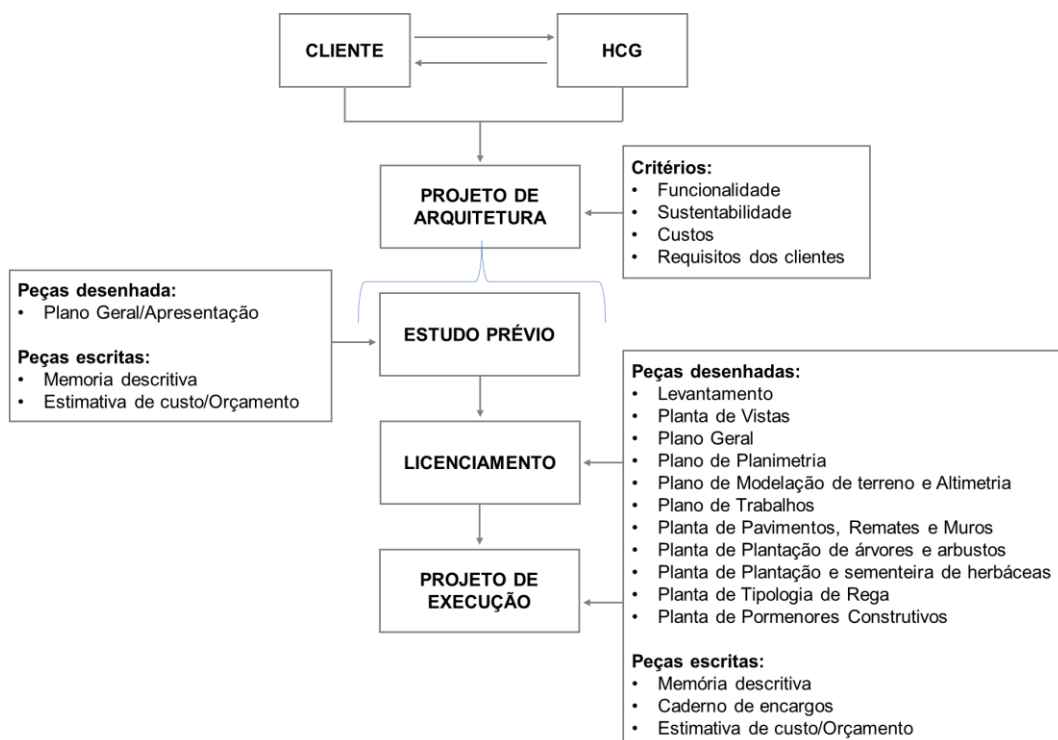 CLIENTE
HCG
PROJETO DE
ARQUITETURA
Critérios:
• Funcionalidade
• Sustentabilidade
• Custos
• Requisitos dos clientes
Peças desenhada:
• Plano Geral/Apresentação
Peças escritas:
• Memoria descritiva
• Estimativa de custo/Orçamento
ESTUDO PRÉVIO
LICENCIAMENTO
PROJETO DE
EXECUÇÃO
Peças desenhadas:
• Levantamento
• Planta de Vistas
• Plano Geral
• Plano de Planimetria
• Plano de Modelação de terreno e Altimetria
• Plano de Trabalhos
• Planta de Pavimentos, Remates e Muros
• Planta de Plantação de árvores e arbustos
• Planta de Plantação e sementeira de herbáceas
• Planta de Tipologia de Rega
• Planta de Pormenores Construtivos
Peças escritas:
• Memória descritiva
• Caderno de encargos
• Estimativa de custo/Orçamento